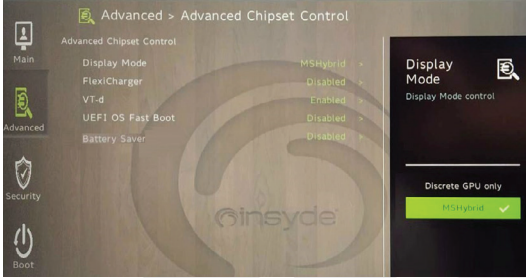 Advanced > Advanced Chipset Control
Main
Advanced
Security
Boot
Advanced Chipset Control
Display Mode MSHybrid >
FlexiCharger Disabled >
VT-d Enabled >
UEFI OS Fast Boot Disabled >
Battery Saver Disabled >
insyde
Display
Mode
Display Mode control
Discrete GPU only
MSHybrid